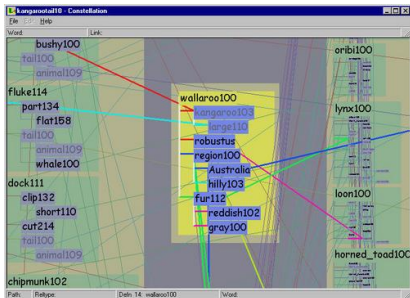 kangarootail10 - Constellation
File Edit Help
Word: Link:
bushy100
tail100
animal109
fluke114
part134
flat158
tail100
animal109
whale100
dock111
clip132
short110
cut214
tail100
animal109
chipmunk102
wallaroo100
kangaroo103
large110
robustus
region100
Australia
hilly103
fur112
reddish102
gray100
oribi100
lynx100
loon100
horned_toad100
Path: Reltype: Defn: 14: wallaroo100 Word: